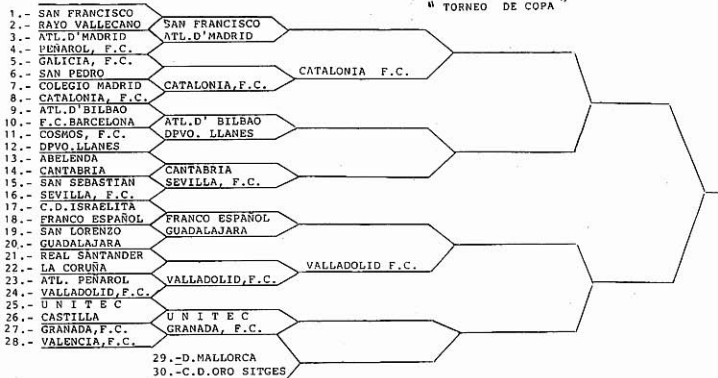 " TORNEO DE COPA "
1.- SAN FRANCISCO
2.- RAYO VALLECANO
3.- ATL.D'MADRID
4.- PEÑAROL, F.C.
5.- GALICIA, F.C.
6.- SAN PEDRO
7.- COLEGIO MADRID
8.- CATALONIA, F.C.
9.- ATL.D'BILBAO
10.- F.C.BARCELONA
11.- COSMOS, F.C.
12.- DPVO.LLANES
13.- ABELENDA
14.- CANTABRIA
15.- SAN SEBASTIAN
16.- SEVILLA, F.C.
17.- C.D.ISRAELITA
18.- FRANCO ESPAÑOL
19.- SAN LORENZO
20.- GUADALAJARA
21.- REAL SANTANDER
22.- LA CORUÑA
23.- ATL. PEÑAROL
24.- VALLADOLID,F.C.
25.- U N I T E C
26.- CASTILLA
27.- GRANADA,F.C.
28.- VALENCIA,F.C.
SAN FRANCISCO
ATL.D'MADRID
CATALONIA,F.C.
ATL.D' BILBAO
DPVO. LLANES
CANTABRIA
SEVILLA, F.C.
FRANCO ESPAÑOL
GUADALAJARA
VALLADOLID,F.C.
U N I T E C
GRANADA, F.C.
29.-D.MALLORCA
30.-C.D.ORO SITGES
CATALONIA F.C.
VALLADOLID F.C.